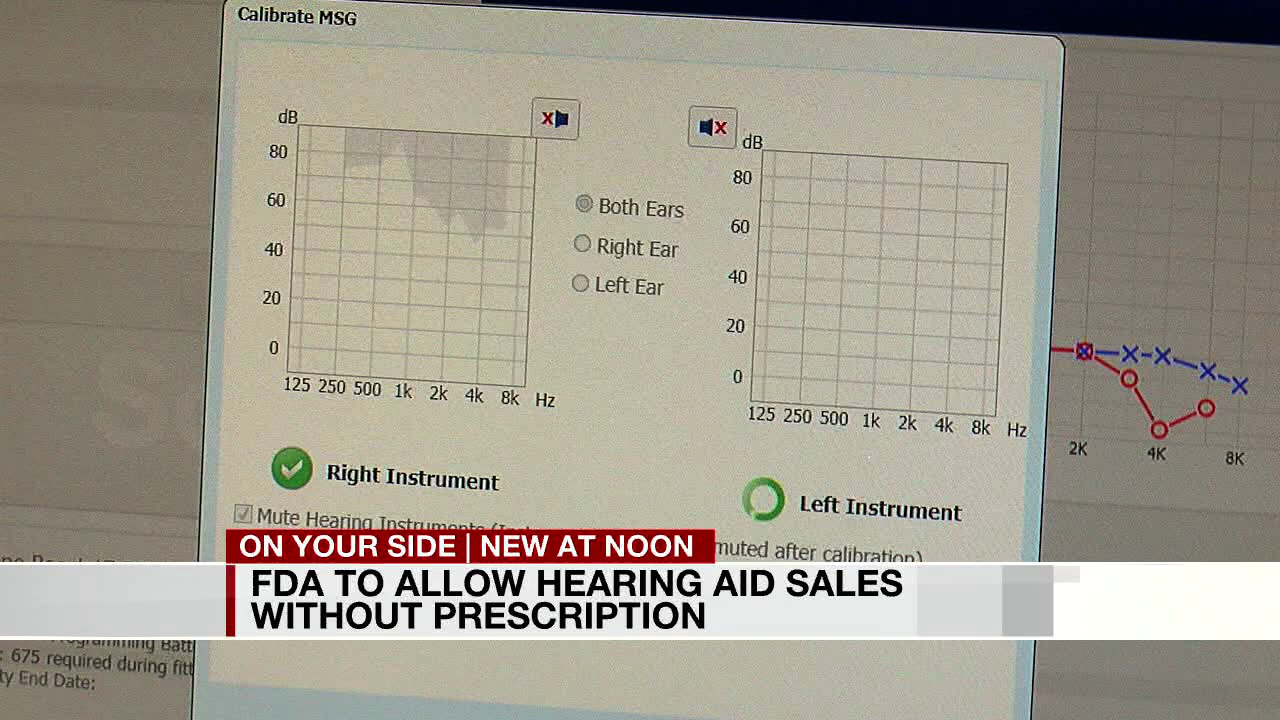 Calibrate MSG
dB
80
60
40
20
0
125 250 500 1k 2k 4k 8k Hz
X
Both Ears
Right Ear
Left Ear
X
dB
80
60
40
20
0
125 250 500 1k 2k 4k 8k Hz
2K 4K 8K
Right Instrument
Left Instrument
Mute Hearing Instruments
muted after calibration)
ON YOUR SIDE | NEW AT NOON
FDA TO ALLOW HEARING AID SALES
WITHOUT PRESCRIPTION
Programming Batt
: 675 required during fitt
ty End Date: